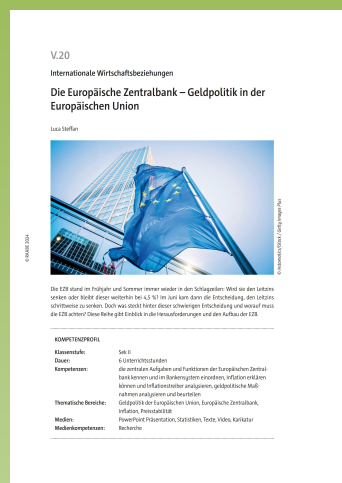 V.20
Internationale Wirtschaftsbeziehungen
Die Europäische Zentralbank – Geldpolitik in der
Europäischen Union
Luca Steffan
© RAABE 2024
© Automotics/iStock / Getty Images Plus
Die EZB stand im Frühjahr und Sommer immer wieder in den Schlagzeilen: Wird sie den Leitzins
senken oder bleibt dieser weiterhin bei 4,5 %? Im Juni kam dann die Entscheidung, den Leitzins
schrittweise zu senken. Doch was steckt hinter dieser schwierigen Entscheidung und worauf muss
die EZB achten? Diese Reihe gibt Einblick in die Herausforderungen und den Aufbau der EZB.
KOMPETENZPROFIL
Klassenstufe: Sek II
Dauer: 6 Unterrichtsstunden
Kompetenzen: die zentralen Aufgaben und Funktionen der Europäischen Zentral-
bank kennen und im Bankensystem einordnen, Inflation erklären
können und Inflationstreiber analysieren, geldpolitische Maß-
nahmen analysieren und beurteilen
Thematische Bereiche: Geldpolitik der Europäischen Union, Europäische Zentralbank,
Inflation, Preisstabilität
Medien: PowerPoint Präsentation, Statistiken, Texte, Video, Karikatur
Medienkompetenzen: Recherche